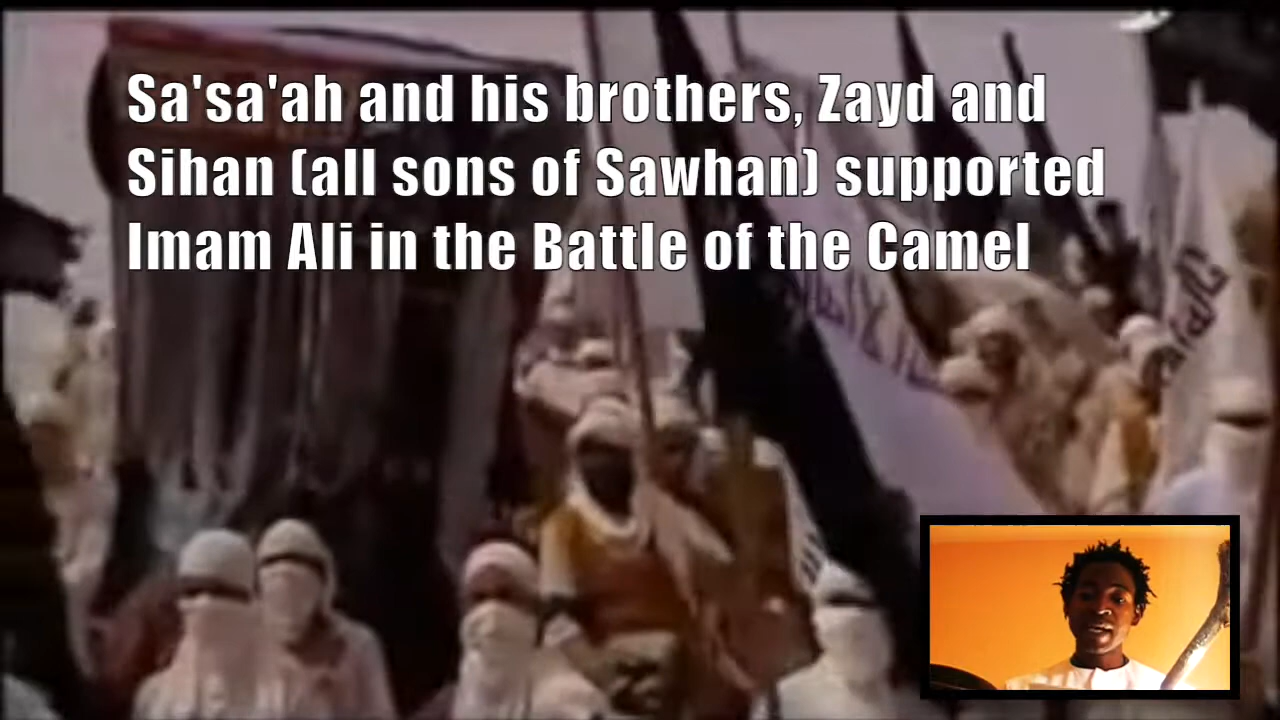 Sa'sa'ah and his brothers, Zayd and
Sihan (all sons of Sawhan) supported
Imam Ali in the Battle of the Camel